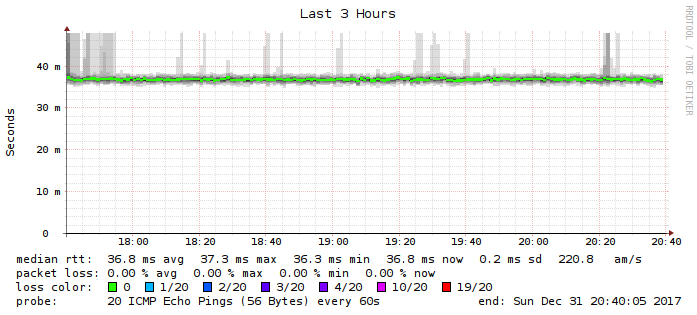 Last 3 Hours
RRDTOOL / TOBI OETIKER
Seconds
40 m
30 m
20 m
10 m
0
18:00 18:20 18:40 19:00 19:20 19:40 20:00 20:20 20:40
median rtt: 36.8 ms avg 37.3 ms max 36.3 ms min 36.8 ms now 0.2 ms sd 220.8 am/s
packet loss: 0.00 % avg 0.00 % max 0.00 % min 0.00 % now
loss color: 0 1/20 2/20 3/20 4/20 10/20 19/20
probe: 20 ICMP Echo Pings (56 Bytes) every 60s end: Sun Dec 31 20:40:05 2017